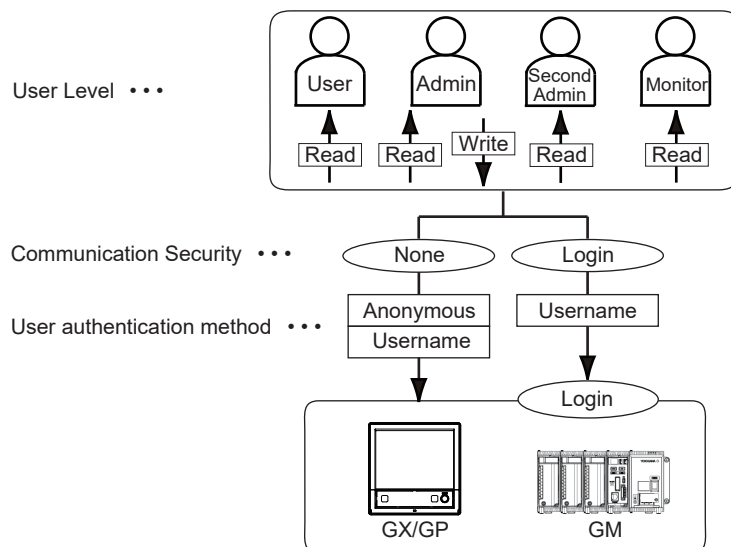 User Level •••
User
Admin
Second
Admin
Monitor
Read
Read
Write
Read
Read
Communication Security •••
None
Login
User authentication method •••
Anonymous
Username
Username
Login
YOKOGAWA
GX/GP
GM